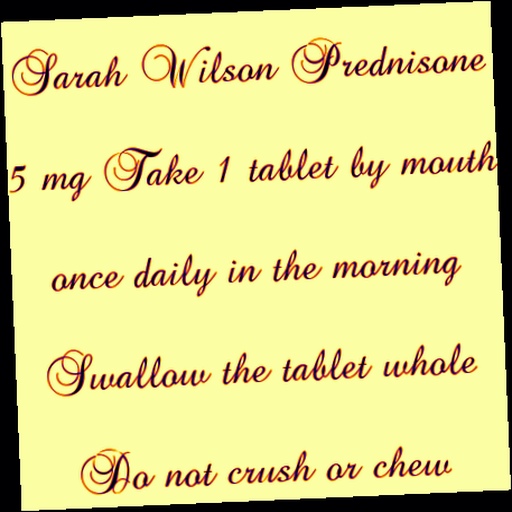 Sarah Wilson Prednisone
5 mg Take 1 tablet by mouth
once daily in the morning
Swallow the tablet whole
Do not crush or chew